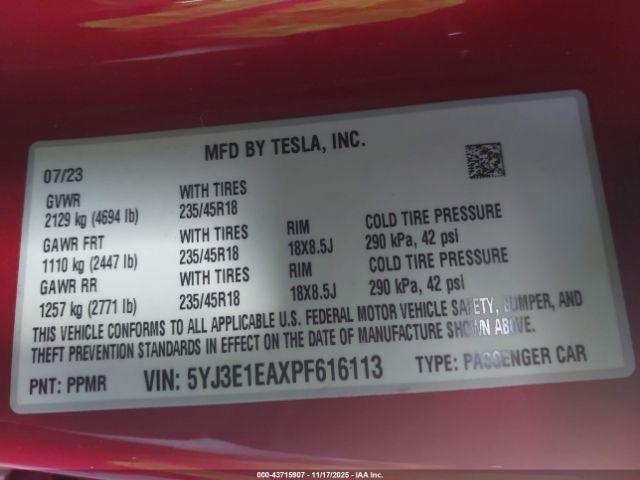 MFD BY TESLA, INC.
07/23
GVWR WITH TIRES
2129 kg (4694 lb) 235/45R18
GAWR FRT WITH TIRES RIM COLD TIRE PRESSURE
1110 kg (2447 lb) 235/45R18 18X8.5J 290 kPa, 42 psi
GAWR RR WITH TIRES RIM COLD TIRE PRESSURE
1257 kg (2771 lb) 235/45R18 18X8.5J 290 kPa, 42 psi
THIS VEHICLE CONFORMS TO ALL APPLICABLE U.S. FEDERAL MOTOR VEHICLE SAFETY, BUMPER, AND
THEFT PREVENTION STANDARDS IN EFFECT ON THE DATE OF MANUFACTURE SHOWN ABOVE.
PNT: PPMR VIN: 5YJ3E1EAXPF616113 TYPE: PASSENGER CAR
000-43715907 - 11/17/2025 - IAA Inc.